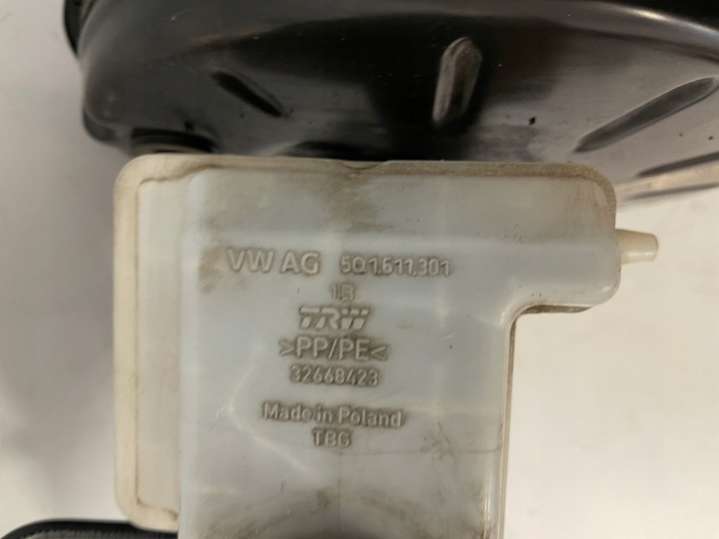 VW AG 5Q1.611.301
1B
TRW
>PP/PE<
32668423
Made in Poland
TBG